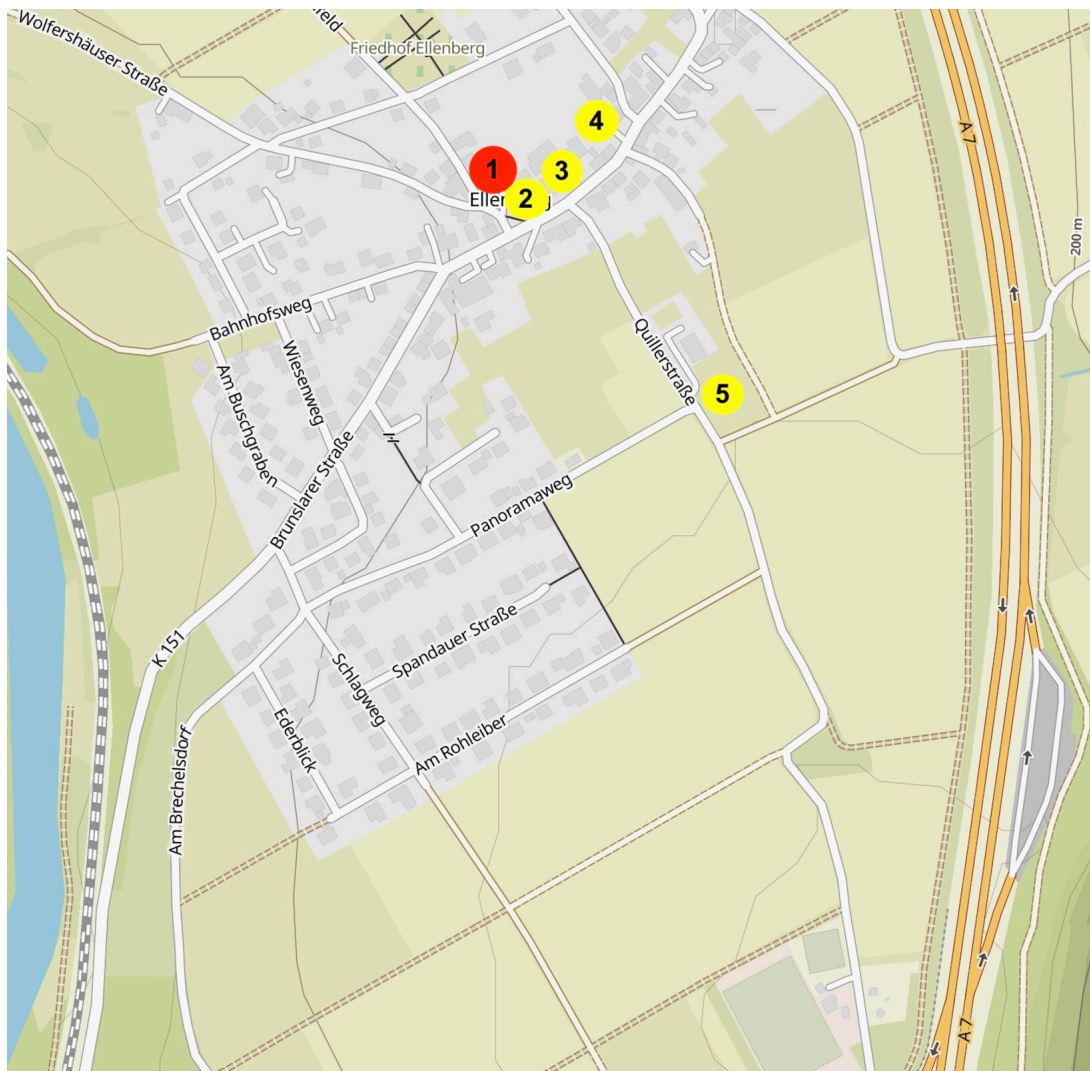 Wolfershäuser Straße
feld
Friedhof Ellenberg
A 7
4
1
3
2
200 m
Bahnhofsweg
Quillerstraße
Wiesenweg
Am Buschgraben
5
Brunslarer Straße
Panoramaweg
K 151
Spandauer Straße
Schlagweg
Ederblick
Am Rohleiber
Am Brechelsdorf
A 7